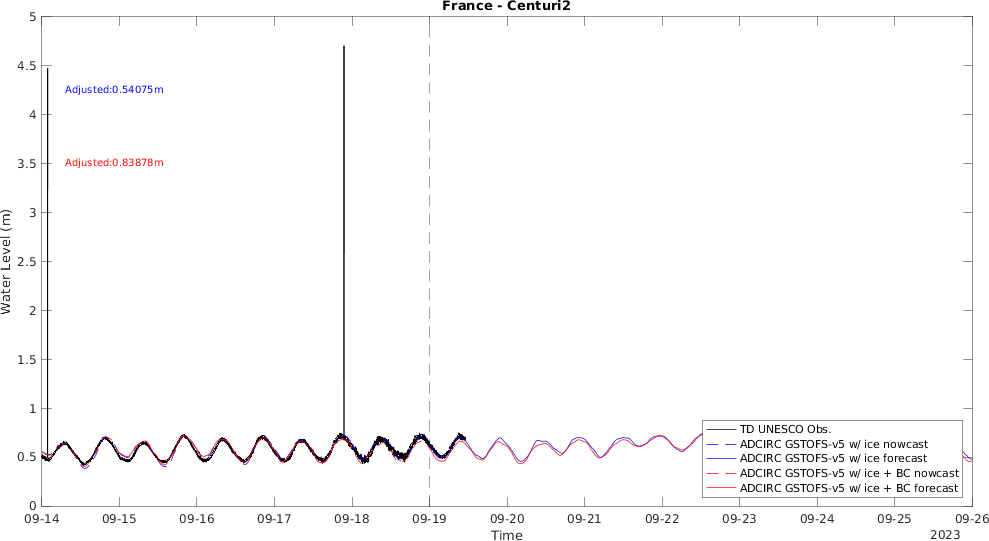 France - Centuri2
5
4.5
4
3.5
3
2.5
2
1.5
1
0.5
0
Water Level (m)
Adjusted:0.54075m
Adjusted:0.83878m
TD UNESCO Obs.
ADCIRC GSTOFS-v5 w/ ice nowcast
ADCIRC GSTOFS-v5 w/ ice forecast
ADCIRC GSTOFS-v5 w/ ice + BC nowcast
ADCIRC GSTOFS-v5 w/ ice + BC forecast
09-14 09-15 09-16 09-17 09-18 09-19 09-20 09-21 09-22 09-23 09-24 09-25 09-26
Time
2023